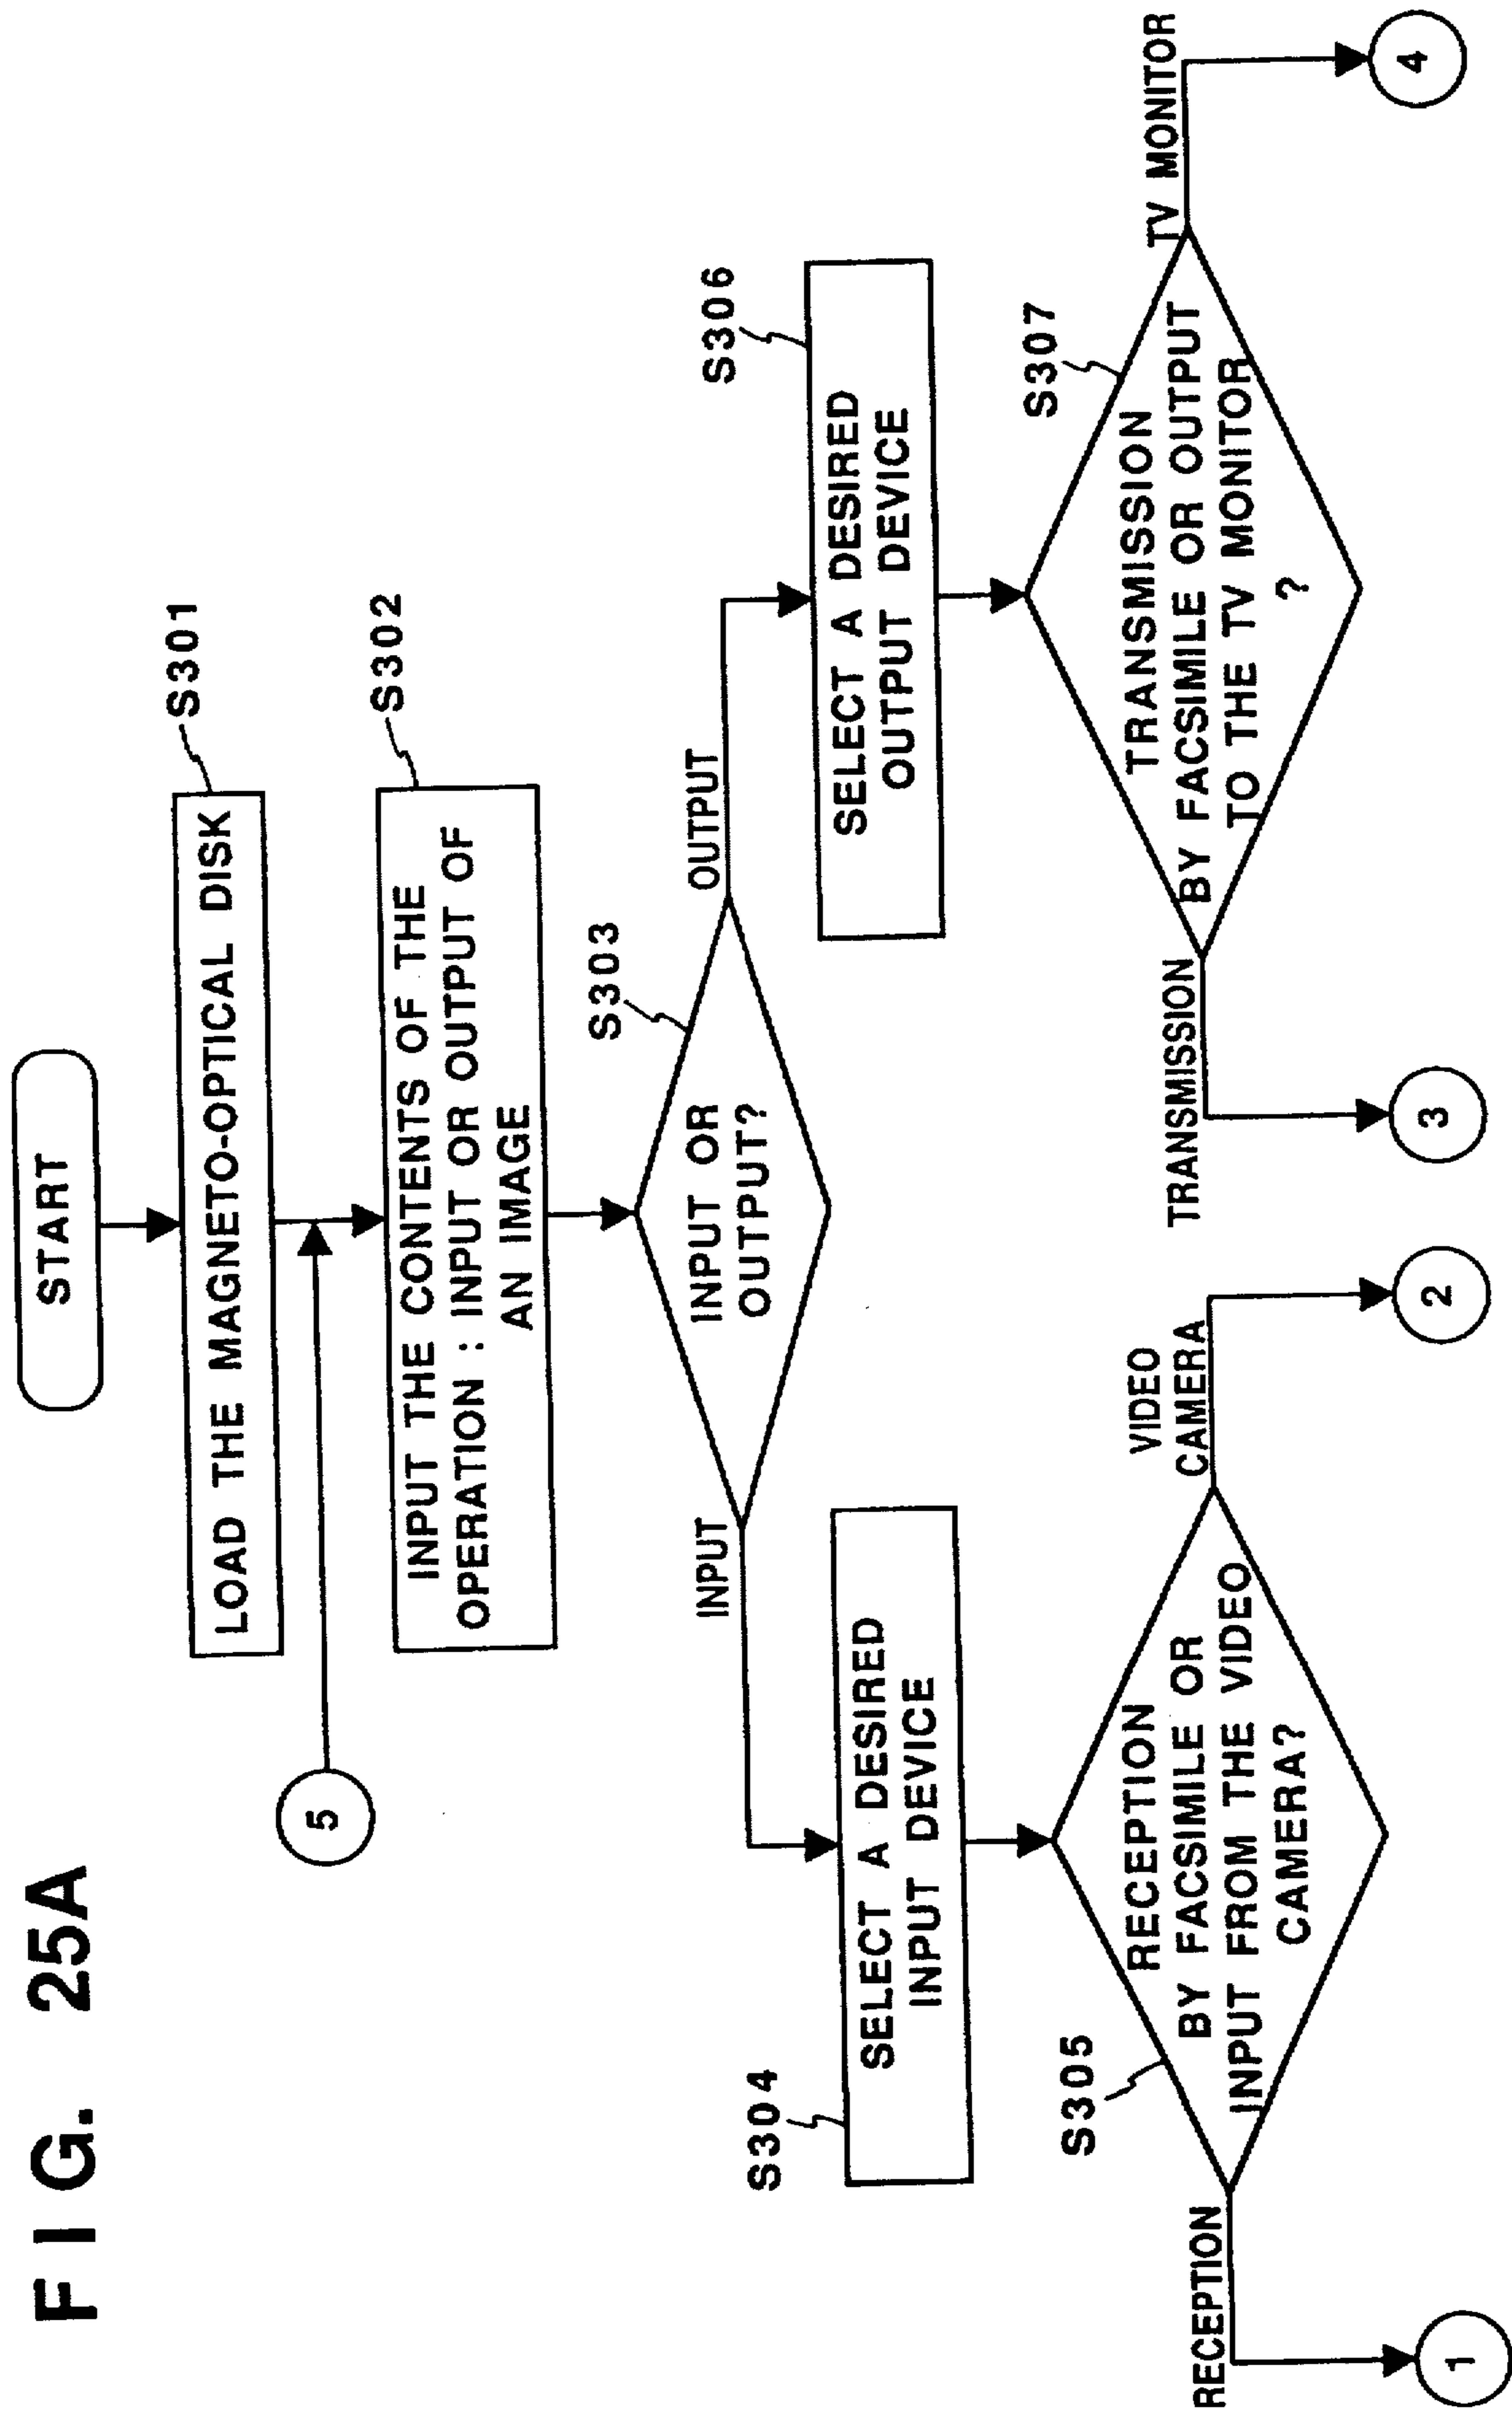 FIG. 25A
START
S301
LOAD THE MAGNETO-OPTICAL DISK
5
S302
INPUT THE CONTENTS OF THE
OPERATION : INPUT OR OUTPUT OF
AN IMAGE
S303
INPUT OR
OUTPUT?
INPUT
OUTPUT
S304
SELECT A DESIRED
INPUT DEVICE
S306
SELECT A DESIRED
OUTPUT DEVICE
S305
RECEPTION
BY FACSIMILE OR
INPUT FROM THE VIDEO
CAMERA?
RECEPTION
VIDEO
CAMERA
S307
TRANSMISSION
BY FACSIMILE OR OUTPUT
TO THE TV MONITOR
?
TRANSMISSION
TV MONITOR
1
2
3
4